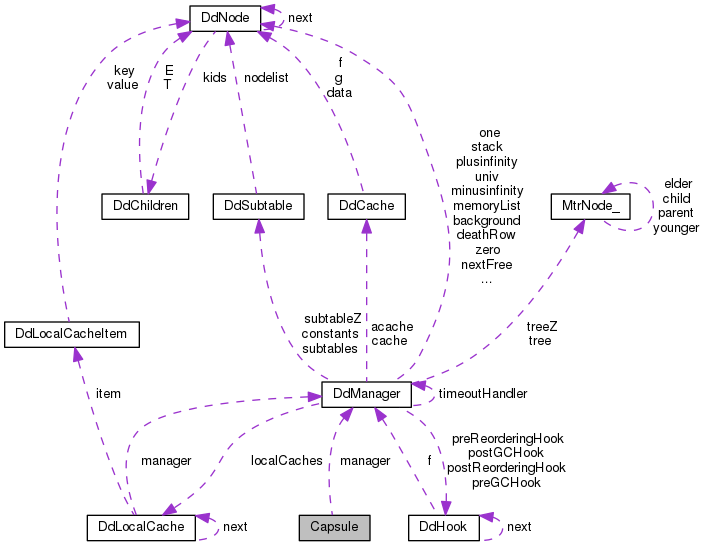 DdNode
next
key
value
E
T
kids
nodelist
f
g
data
one
stack
plusinfinity
univ
minusinfinity
memoryList
background
deathRow
zero
nextFree
...
DdChildren
DdSubtable
DdCache
MtrNode_
elder
child
parent
younger
DdLocalCacheItem
subtableZ
constants
subtables
acache
cache
treeZ
tree
item
DdManager
timeoutHandler
manager
localCaches
manager
f
preReorderingHook
postGCHook
postReorderingHook
preGCHook
DdLocalCache
next
Capsule
DdHook
next